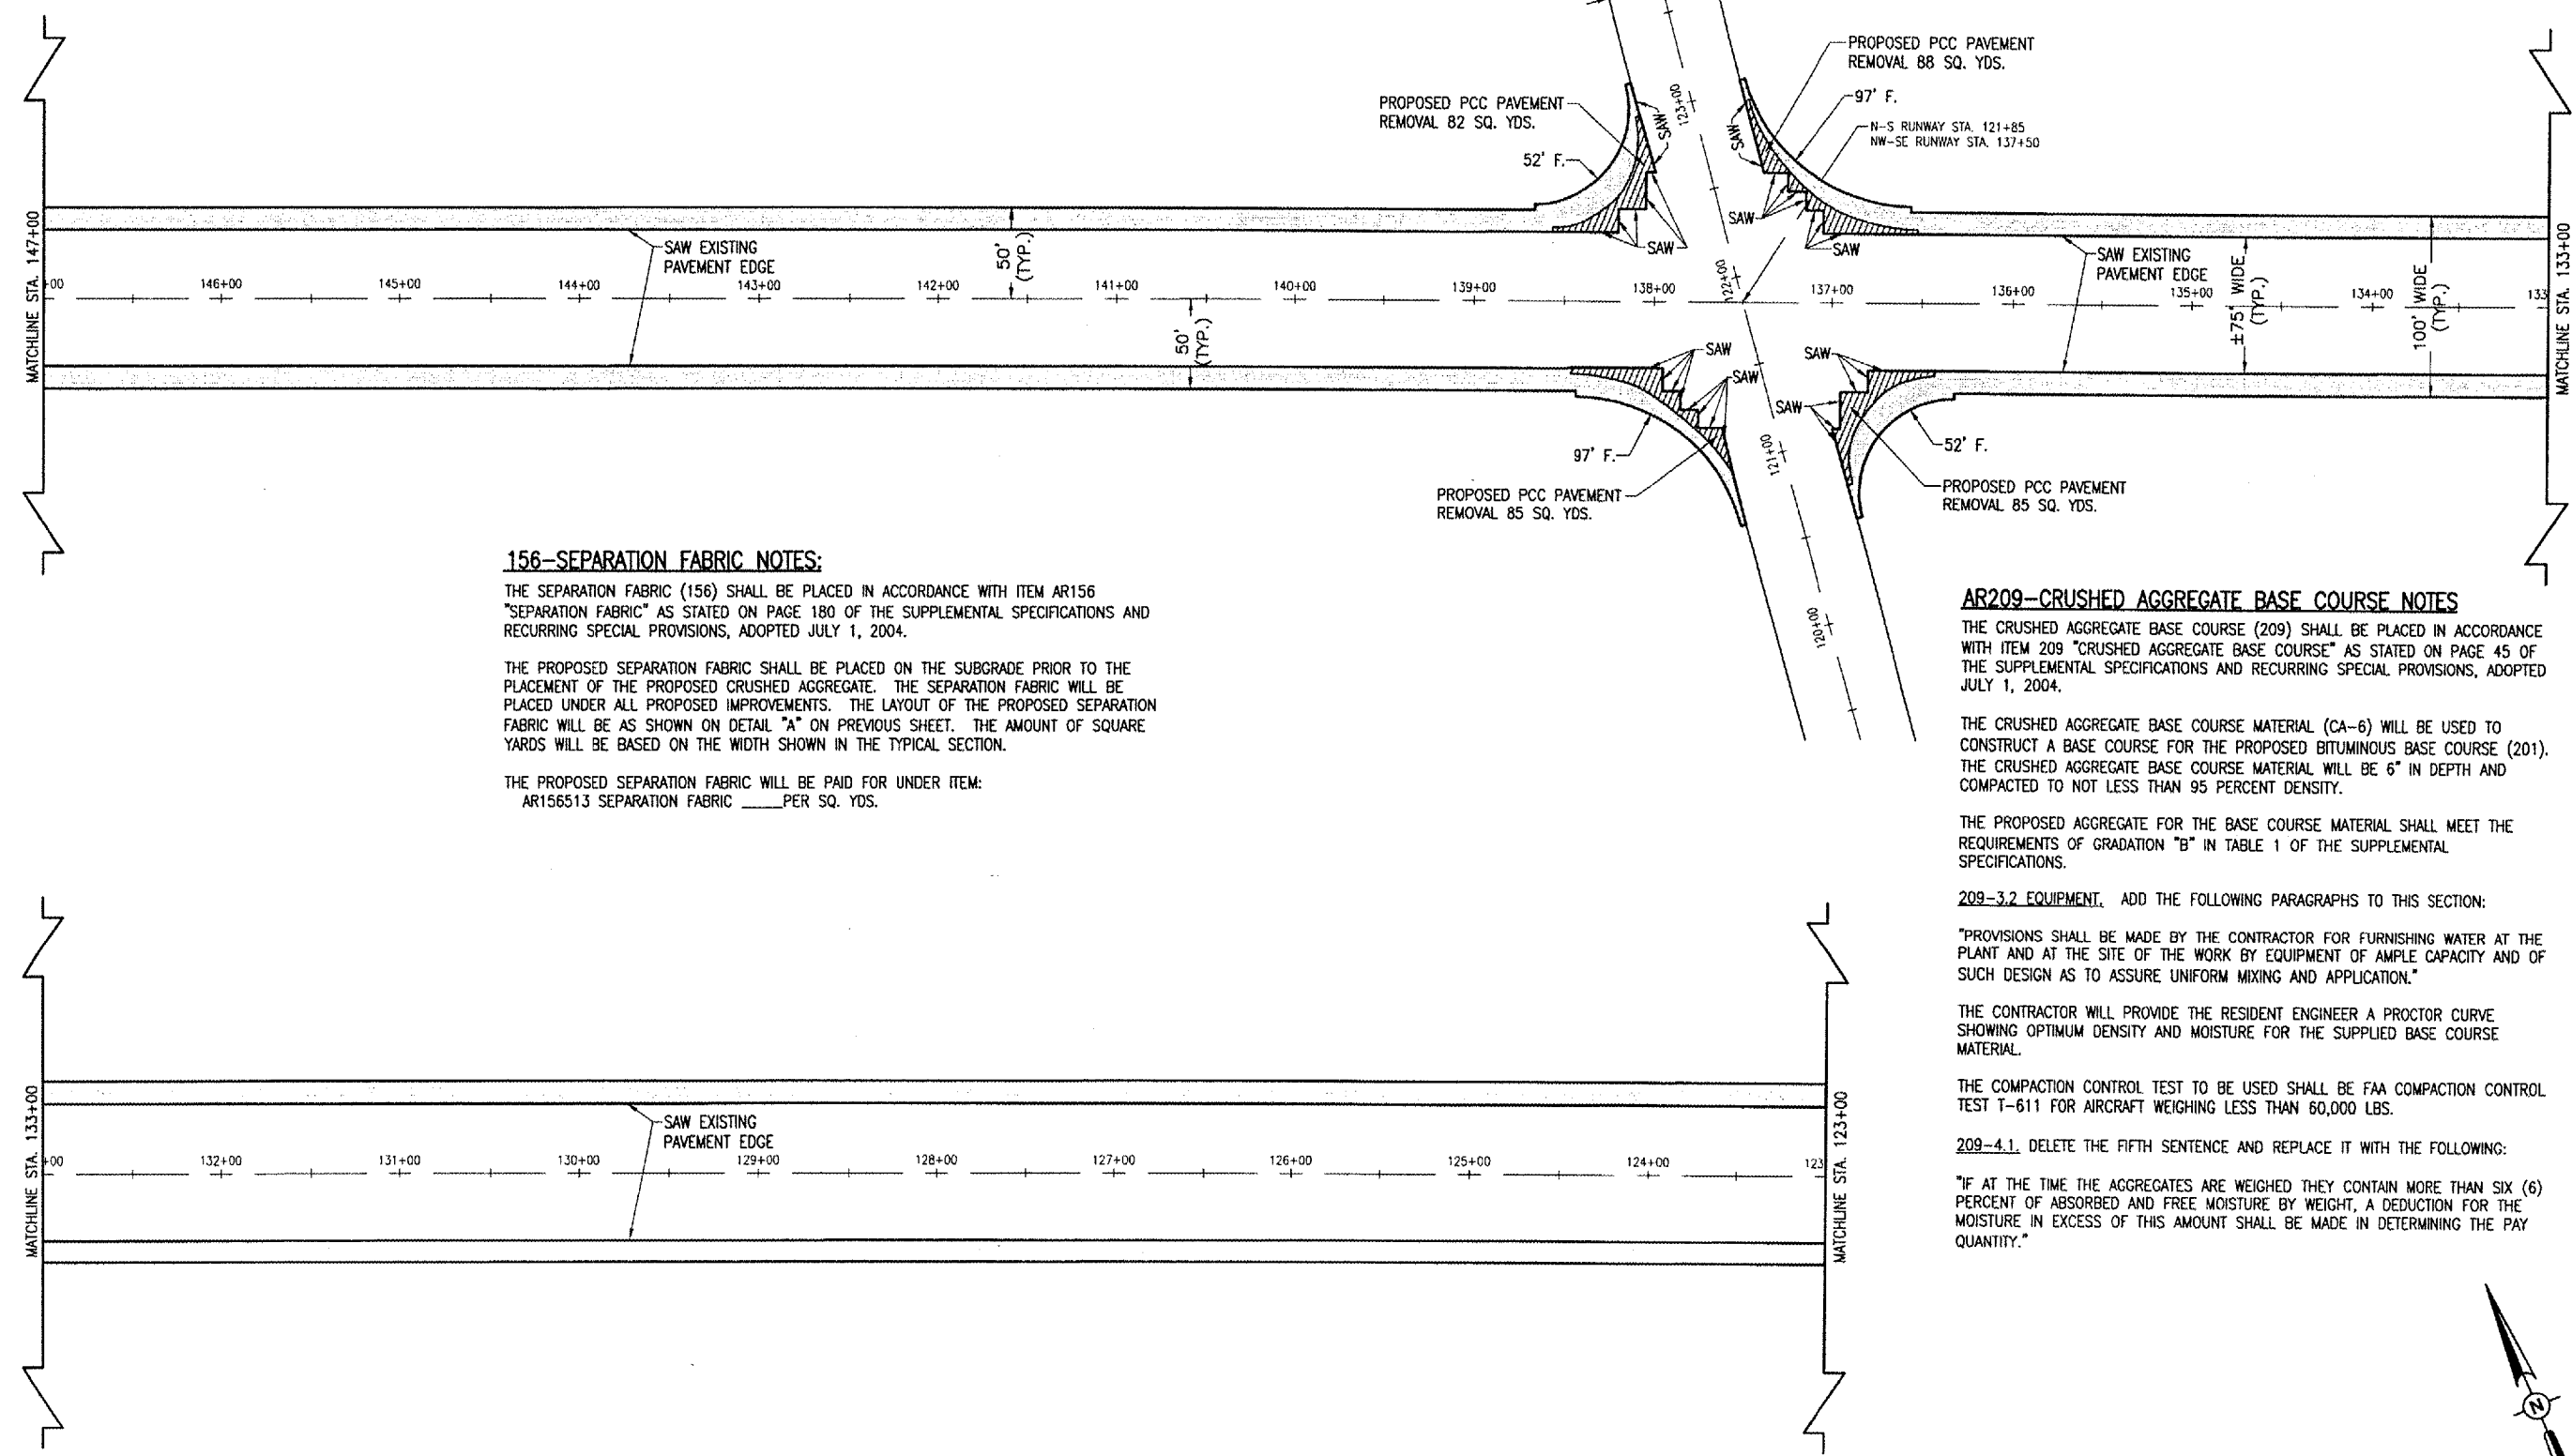 PROPOSED PCC PAVEMENT
REMOVAL 88 SQ. YDS.
97' F.
N-S RUNWAY STA. 121+85
NW-SE RUNWAY STA. 137+50
PROPOSED PCC PAVEMENT
REMOVAL 82 SQ. YDS.
52' F.
123+00
SAW
SAW
SAW
SAW
SAW
MATCHLINE STA. 147+00
SAW EXISTING
PAVEMENT EDGE
50'
(TYP.)
SAW EXISTING
PAVEMENT EDGE
±75' WIDE
(TYP.)
100' WIDE
(TYP.)
MATCHLINE STA. 133+00
+00
146+00
145+00
144+00
143+00
142+00
141+00
140+00
139+00
138+00
122+00
137+00
136+00
135+00
134+00
133
50'
(TYP.)
SAW
SAW
SAW
SAW
97' F.
121+00
52' F.
PROPOSED PCC PAVEMENT
REMOVAL 85 SQ. YDS.
PROPOSED PCC PAVEMENT
REMOVAL 85 SQ. YDS.
120+00
156-SEPARATION FABRIC NOTES:
THE SEPARATION FABRIC (156) SHALL BE PLACED IN ACCORDANCE WITH ITEM AR156
"SEPARATION FABRIC" AS STATED ON PAGE 180 OF THE SUPPLEMENTAL SPECIFICATIONS AND
RECURRING SPECIAL PROVISIONS, ADOPTED JULY 1, 2004.
THE PROPOSED SEPARATION FABRIC SHALL BE PLACED ON THE SUBGRADE PRIOR TO THE
PLACEMENT OF THE PROPOSED CRUSHED AGGREGATE. THE SEPARATION FABRIC WILL BE
PLACED UNDER ALL PROPOSED IMPROVEMENTS. THE LAYOUT OF THE PROPOSED SEPARATION
FABRIC WILL BE AS SHOWN ON DETAIL "A" ON PREVIOUS SHEET. THE AMOUNT OF SQUARE
YARDS WILL BE BASED ON THE WIDTH SHOWN IN THE TYPICAL SECTION.
THE PROPOSED SEPARATION FABRIC WILL BE PAID FOR UNDER ITEM:
AR156513 SEPARATION FABRIC ____PER SQ. YDS.
AR209-CRUSHED AGGREGATE BASE COURSE NOTES
THE CRUSHED AGGREGATE BASE COURSE (209) SHALL BE PLACED IN ACCORDANCE
WITH ITEM 209 "CRUSHED AGGREGATE BASE COURSE" AS STATED ON PAGE 45 OF
THE SUPPLEMENTAL SPECIFICATIONS AND RECURRING SPECIAL PROVISIONS, ADOPTED
JULY 1, 2004.
THE CRUSHED AGGREGATE BASE COURSE MATERIAL (CA-6) WILL BE USED TO
CONSTRUCT A BASE COURSE FOR THE PROPOSED BITUMINOUS BASE COURSE (201).
THE CRUSHED AGGREGATE BASE COURSE MATERIAL WILL BE 6" IN DEPTH AND
COMPACTED TO NOT LESS THAN 95 PERCENT DENSITY.
THE PROPOSED AGGREGATE FOR THE BASE COURSE MATERIAL SHALL MEET THE
REQUIREMENTS OF GRADATION "B" IN TABLE 1 OF THE SUPPLEMENTAL
SPECIFICATIONS.
209-3.2 EQUIPMENT. ADD THE FOLLOWING PARAGRAPHS TO THIS SECTION:
"PROVISIONS SHALL BE MADE BY THE CONTRACTOR FOR FURNISHING WATER AT THE
PLANT AND AT THE SITE OF THE WORK BY EQUIPMENT OF AMPLE CAPACITY AND OF
SUCH DESIGN AS TO ASSURE UNIFORM MIXING AND APPLICATION."
THE CONTRACTOR WILL PROVIDE THE RESIDENT ENGINEER A PROCTOR CURVE
SHOWING OPTIMUM DENSITY AND MOISTURE FOR THE SUPPLIED BASE COURSE
MATERIAL.
THE COMPACTION CONTROL TEST TO BE USED SHALL BE FAA COMPACTION CONTROL
TEST T-611 FOR AIRCRAFT WEIGHING LESS THAN 60,000 LBS.
209-4.1. DELETE THE FIFTH SENTENCE AND REPLACE IT WITH THE FOLLOWING:
"IF AT THE TIME THE AGGREGATES ARE WEIGHED THEY CONTAIN MORE THAN SIX (6)
PERCENT OF ABSORBED AND FREE MOISTURE BY WEIGHT, A DEDUCTION FOR THE
MOISTURE IN EXCESS OF THIS AMOUNT SHALL BE MADE IN DETERMINING THE PAY
QUANTITY."
MATCHLINE STA. 133+00
SAW EXISTING
PAVEMENT EDGE
+00
132+00
131+00
130+00
129+00
128+00
127+00
126+00
125+00
124+00
123
MATCHLINE STA. 123+00
N